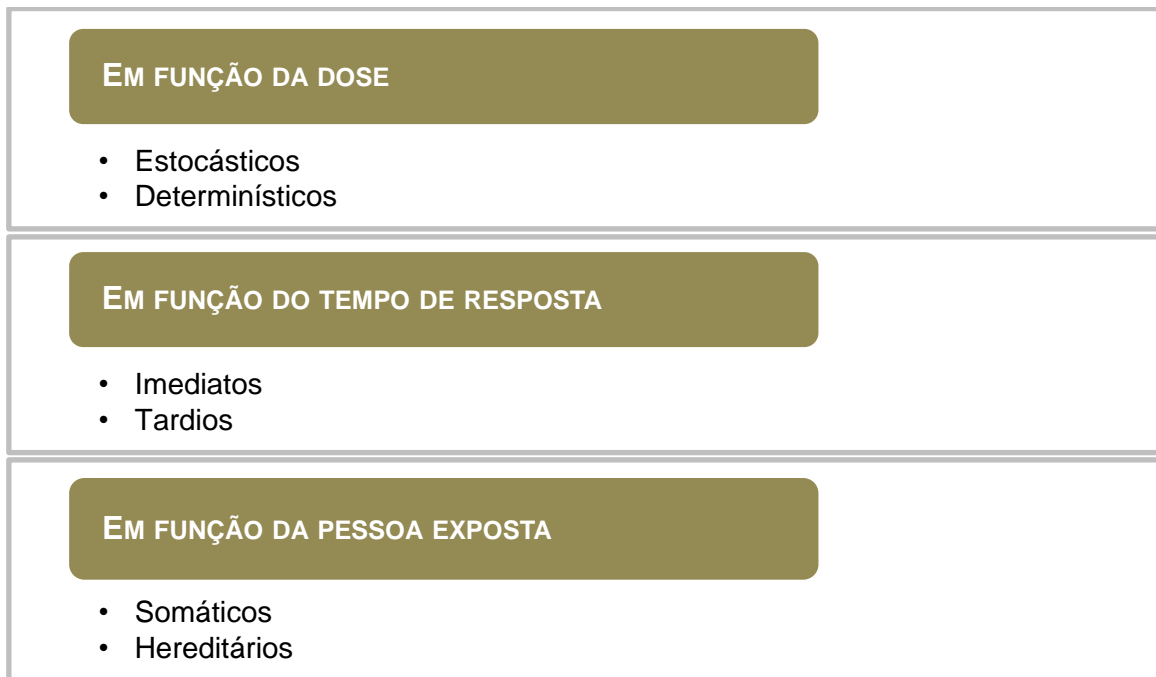 EM FUNÇÃO DA DOSE
• Estocásticos
• Determinísticos
EM FUNÇÃO DO TEMPO DE RESPOSTA
• Imediatos
• Tardios
EM FUNÇÃO DA PESSOA EXPOSTA
• Somáticos
• Hereditários